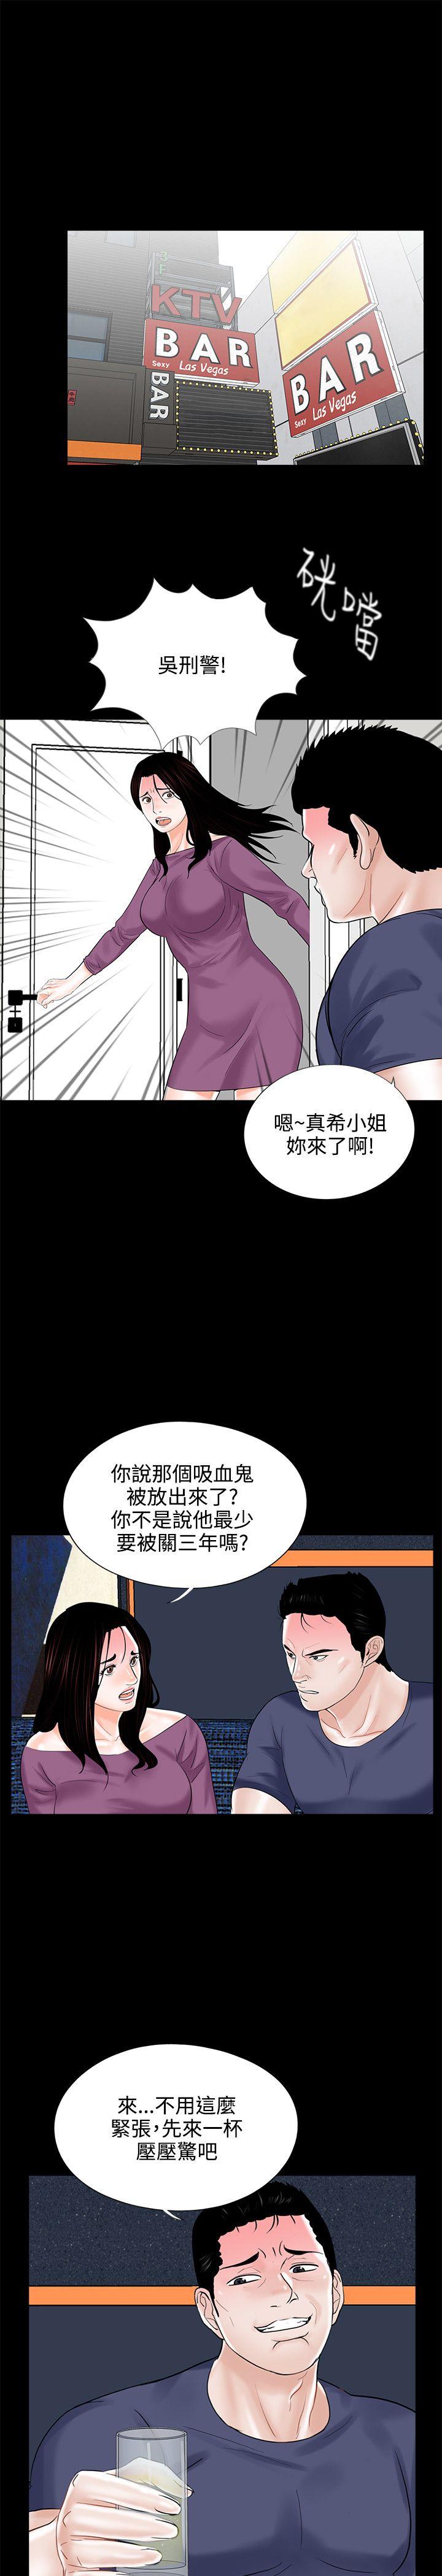 3F
KTV
BAR
Sexy Las Vegas
BAR
BAR
Sexy Las Vegas
硄噹
吳刑警!
嗯~真希小姐
妳來了啊!
你說那個吸血鬼
被放出來了?
你不是說他最少
要被關三年嗎?
來...不用這麼
緊張,先來一杯
壓壓驚吧